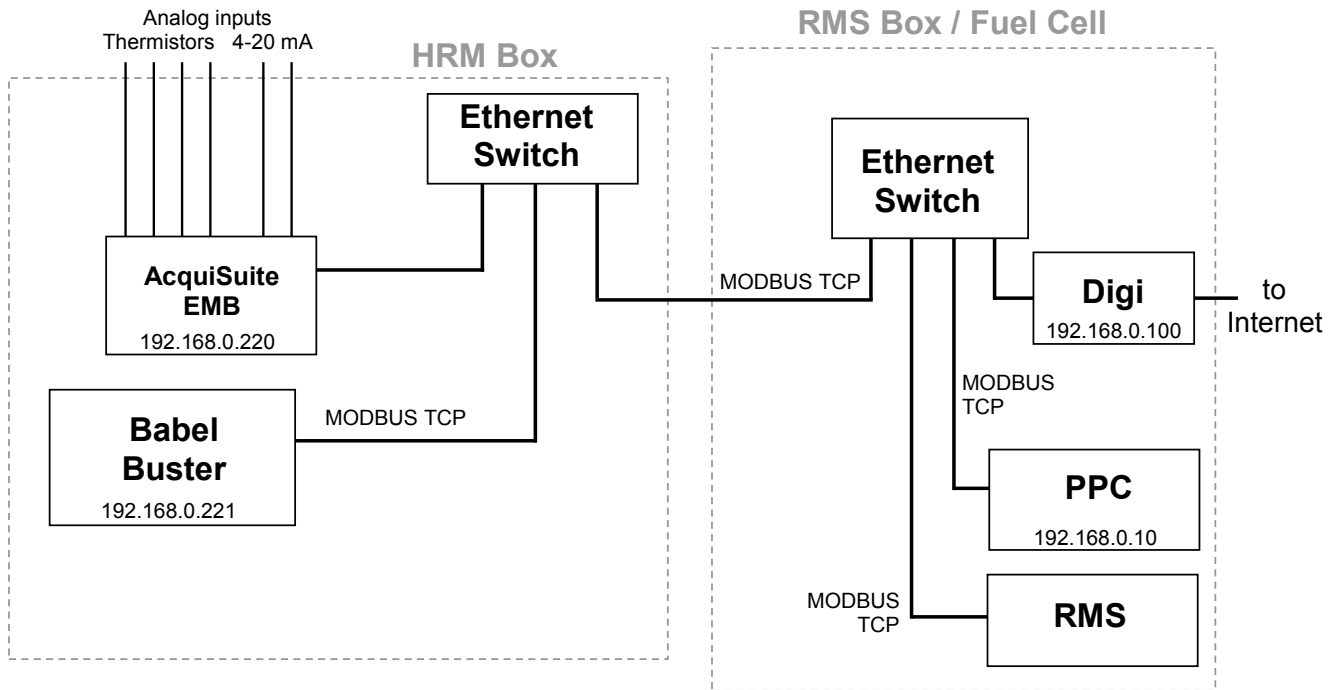 Analog inputs
Thermistors 4-20 mA
HRM Box
RMS Box / Fuel Cell
Ethernet
Switch
AcquiSuite
EMB
192.168.0.220
Babel
Buster
192.168.0.221
MODBUS TCP
MODBUS TCP
Ethernet
Switch
Digi
192.168.0.100
to
Internet
MODBUS
TCP
PPC
192.168.0.10
MODBUS
TCP
RMS